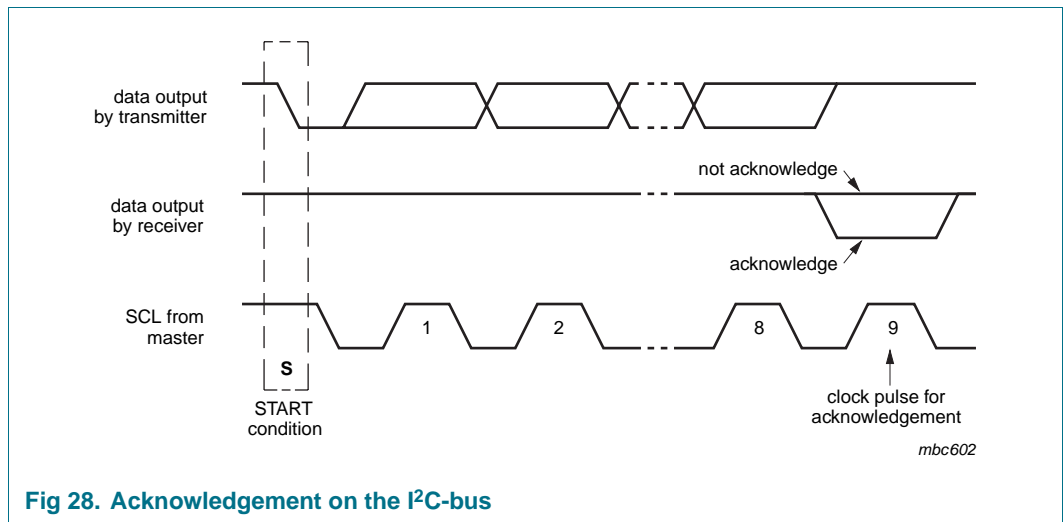 data output
by transmitter
not acknowledge
data output
by receiver
acknowledge
SCL from
master
1
2
8
9
S
START
condition
clock pulse for
acknowledgement
mbc602
Fig 28. Acknowledgement on the I2C-bus